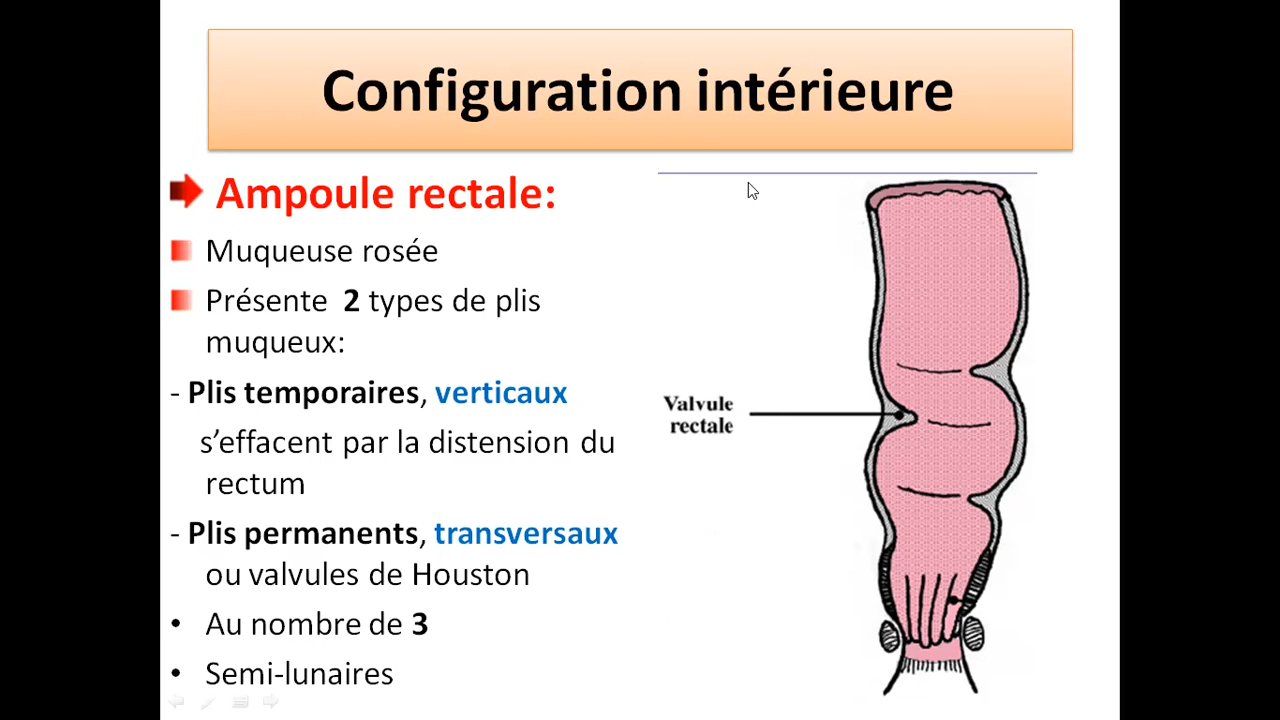 Configuration intérieure
Ampoule rectale:
Muqueuse rosée
Présente 2 types de plis
muqueux:
- Plis temporaires, verticaux
s’effacent par la distension du
rectum
- Plis permanents, transversaux
ou valvules de Houston
• Au nombre de 3
• Semi-lunaires
Valvule
rectale